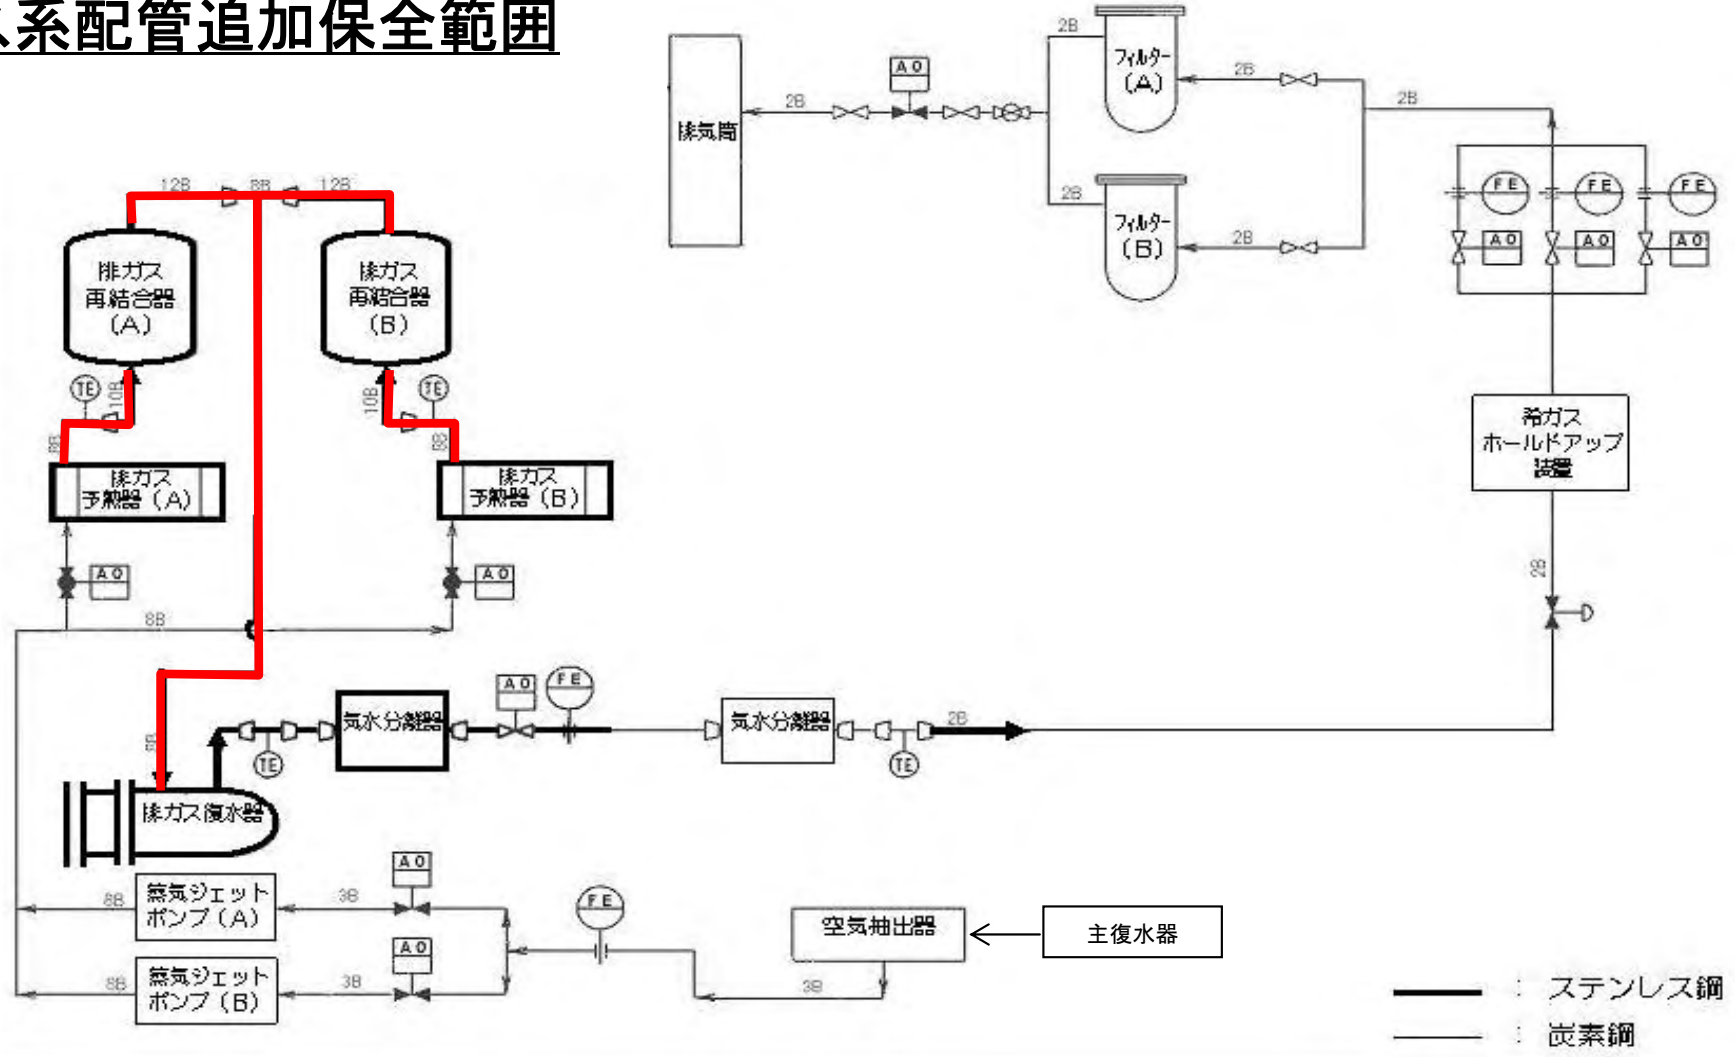 系配管追加保全範囲
2B
フィルター
(A)
AO
2B
2B
2B
排気筒
2B
フィルター
(B)
2B
FE
FE
FE
AO
AO
AO
12B
8B
12B
排ガス
再結合器
(A)
排ガス
再結合器
(B)
TE
10B
10B
TE
8B
8B
排ガス
予熱器(A)
排ガス
予熱器(B)
希ガス
ホールドアップ
装置
AO
AO
2B
8B
8B
気水分離器
AO
FE
気水分離器
2B
TE
TE
排ガス復水器
蒸気ジェット
ポンプ(A)
8B
3B
AO
FE
空気抽出器
主復水器
蒸気ジェット
ポンプ(B)
8B
3B
AO
3B
: ステンレス鋼
: 炭素鋼